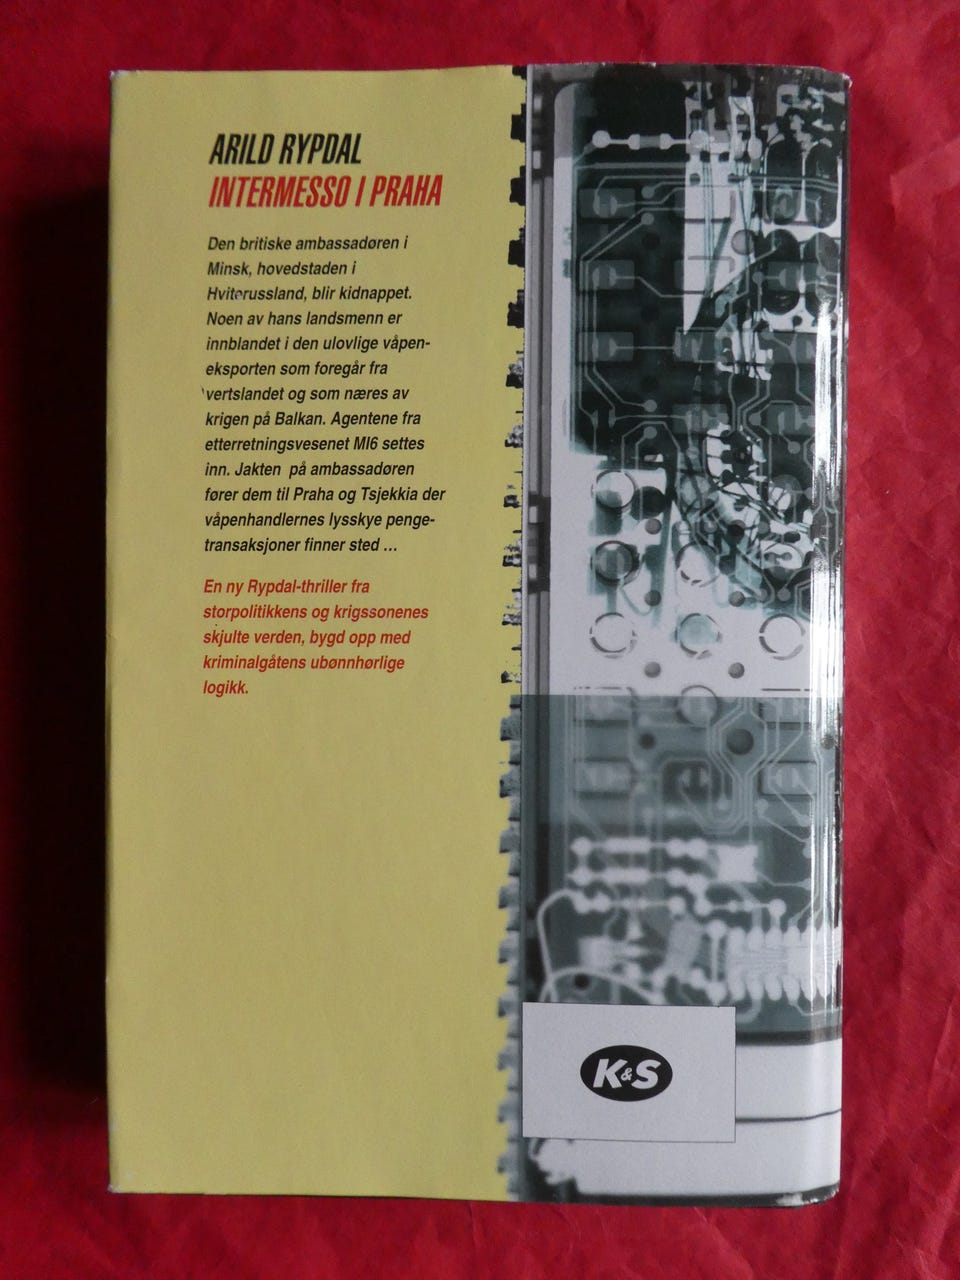 ARILD RYPDAL
INTERMESSO I PRAHA
Den britiske ambassadøren i
Minsk, hovedstaden i
Hviterussland, blir kidnappet.
Noen av hans landsmenn er
innblandet i den ulovlige våpen-
eksporten som foregår fra
vertslandet og som næres av
krigen på Balkan. Agentene fra
etterretningsvesenet MI6 settes
inn. Jakten på ambassadøren
fører dem til Praha og Tsjekkia der
våpenhandlernes lysskye penge-
transaksjoner finner sted ...
En ny Rypdal-thriller fra
storpolitikkens og krigssonenes
skjulte verden, bygd opp med
kriminalgåtens ubønnhørlige
logikk.
K&S